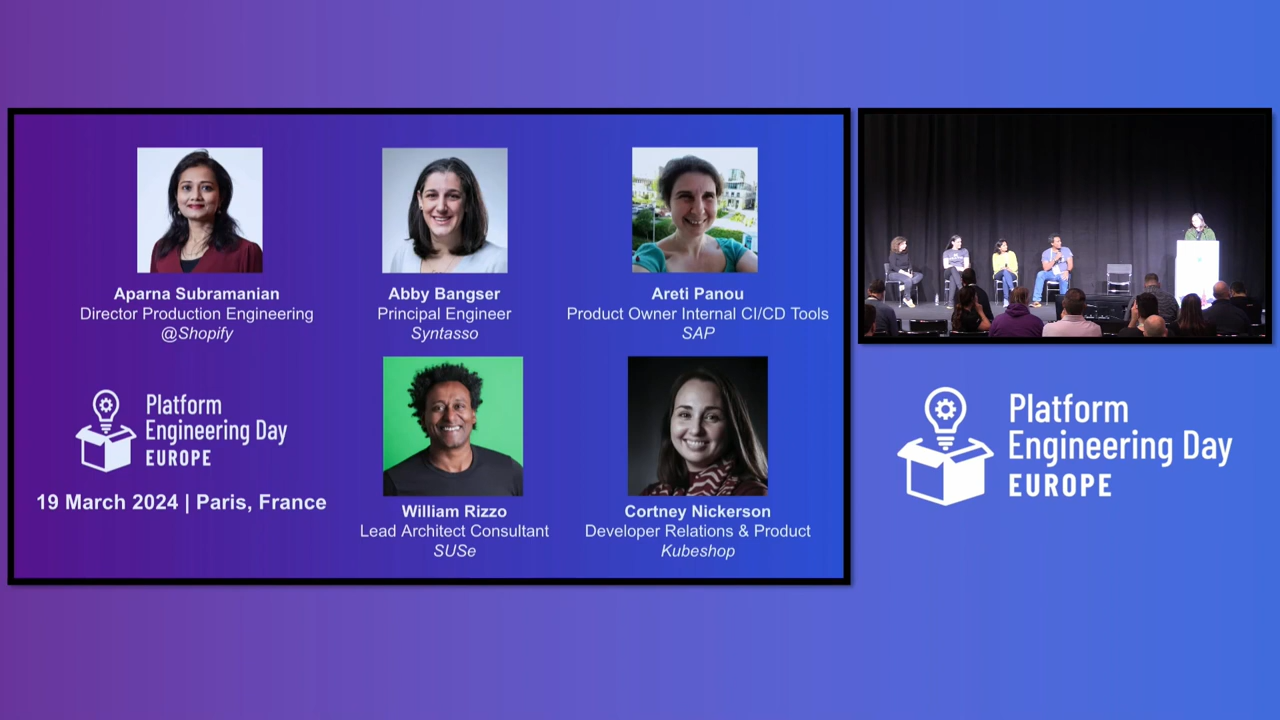 Aparna Subramanian
Director Production Engineering
@Shopify
Abby Bangser
Principal Engineer
Syntasso
Areti Panou
Product Owner Internal CI/CD Tools
SAP
Platform
Engineering Day
EUROPE
19 March 2024 | Paris, France
William Rizzo
Lead Architect Consultant
SUSe
Cortney Nickerson
Developer Relations & Product
Kubeshop
Platform
Engineering Day
EUROPE